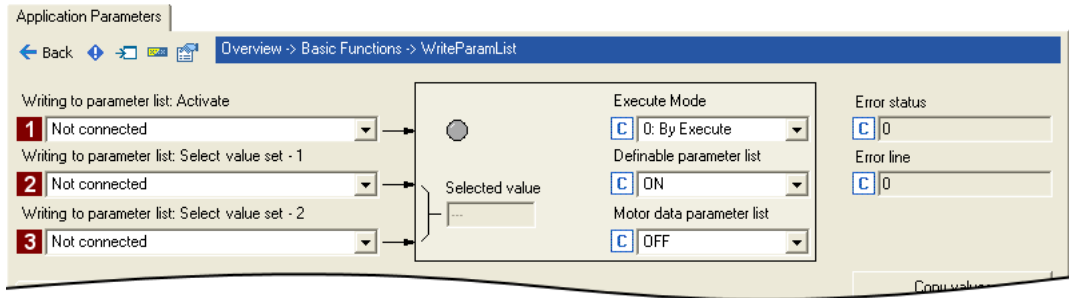 Application Parameters
Back Overview -> Basic Functions -> WriteParamList
Writing to parameter list: Activate
1 Not connected
Writing to parameter list: Select value set - 1
2 Not connected
Writing to parameter list: Select value set - 2
3 Not connected
Selected value
---
Execute Mode
C 0: By Execute
Definable parameter list
C ON
Motor data parameter list
C OFF
Error status
C 0
Error line
C 0
Copy